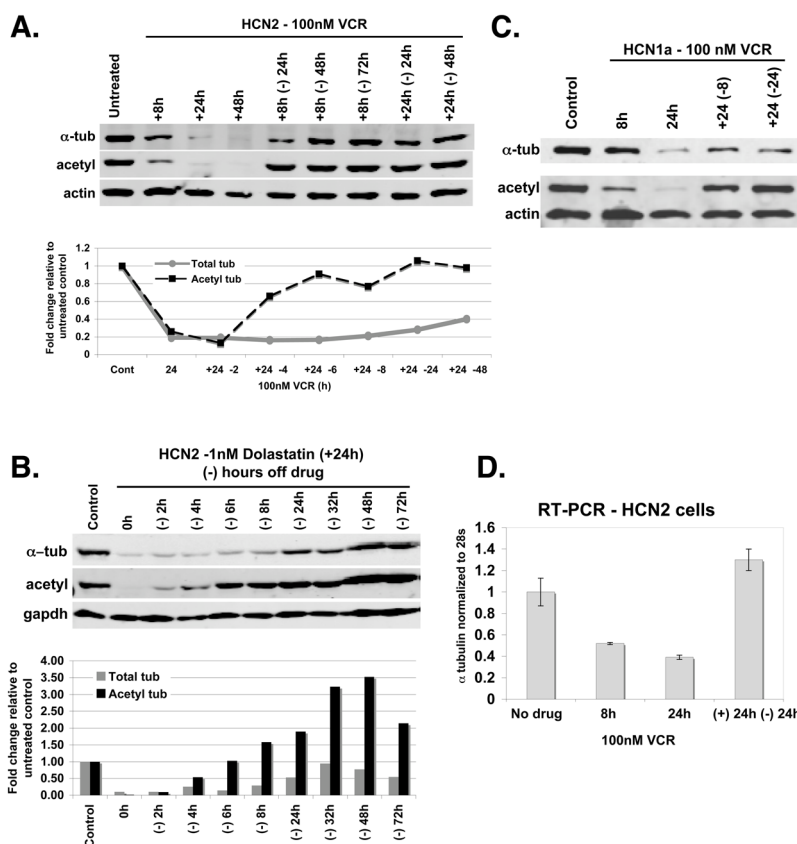 A.
HCN2 - 100nM VCR
Untreated
+8h
+24h
+48h
+8h (-) 24h
+8h (-) 48h
+8h (-) 72h
+24h (-) 24h
+24h (-) 48h
α-tub
acetyl
actin
Fold change relative to
untreated control
1.2
1
0.8
0.6
0.4
0.2
0
Total tub
Acetyl tub
Cont 24 +24 -2 +24 -4 +24 -6 +24 -8 +24 -24 +24 -48
100nM VCR (h)
B.
HCN2 -1nM Dolastatin (+24h)
(-) hours off drug
Control
0h
(-) 2h
(-) 4h
(-) 6h
(-) 8h
(-) 24h
(-) 32h
(-) 48h
(-) 72h
α–tub
acetyl
gapdh
Fold change relative to
untreated control
4.00
3.50
3.00
2.50
2.00
1.50
1.00
0.50
0.00
Total tub
Acetyl tub
Control
0h
(-) 2h
(-) 4h
(-) 6h
(-) 8h
(-) 24h
(-) 32h
(-) 48h
(-) 72h
C.
HCN1a - 100 nM VCR
Control
8h
24h
+24 (-8)
+24 (-24)
α-tub
acetyl
actin
D.
RT-PCR - HCN2 cells
α tubulin normalized to 28s
1.6
1.4
1.2
1
0.8
0.6
0.4
0.2
0
No drug 8h 24h (+) 24h (-) 24h
100nM VCR